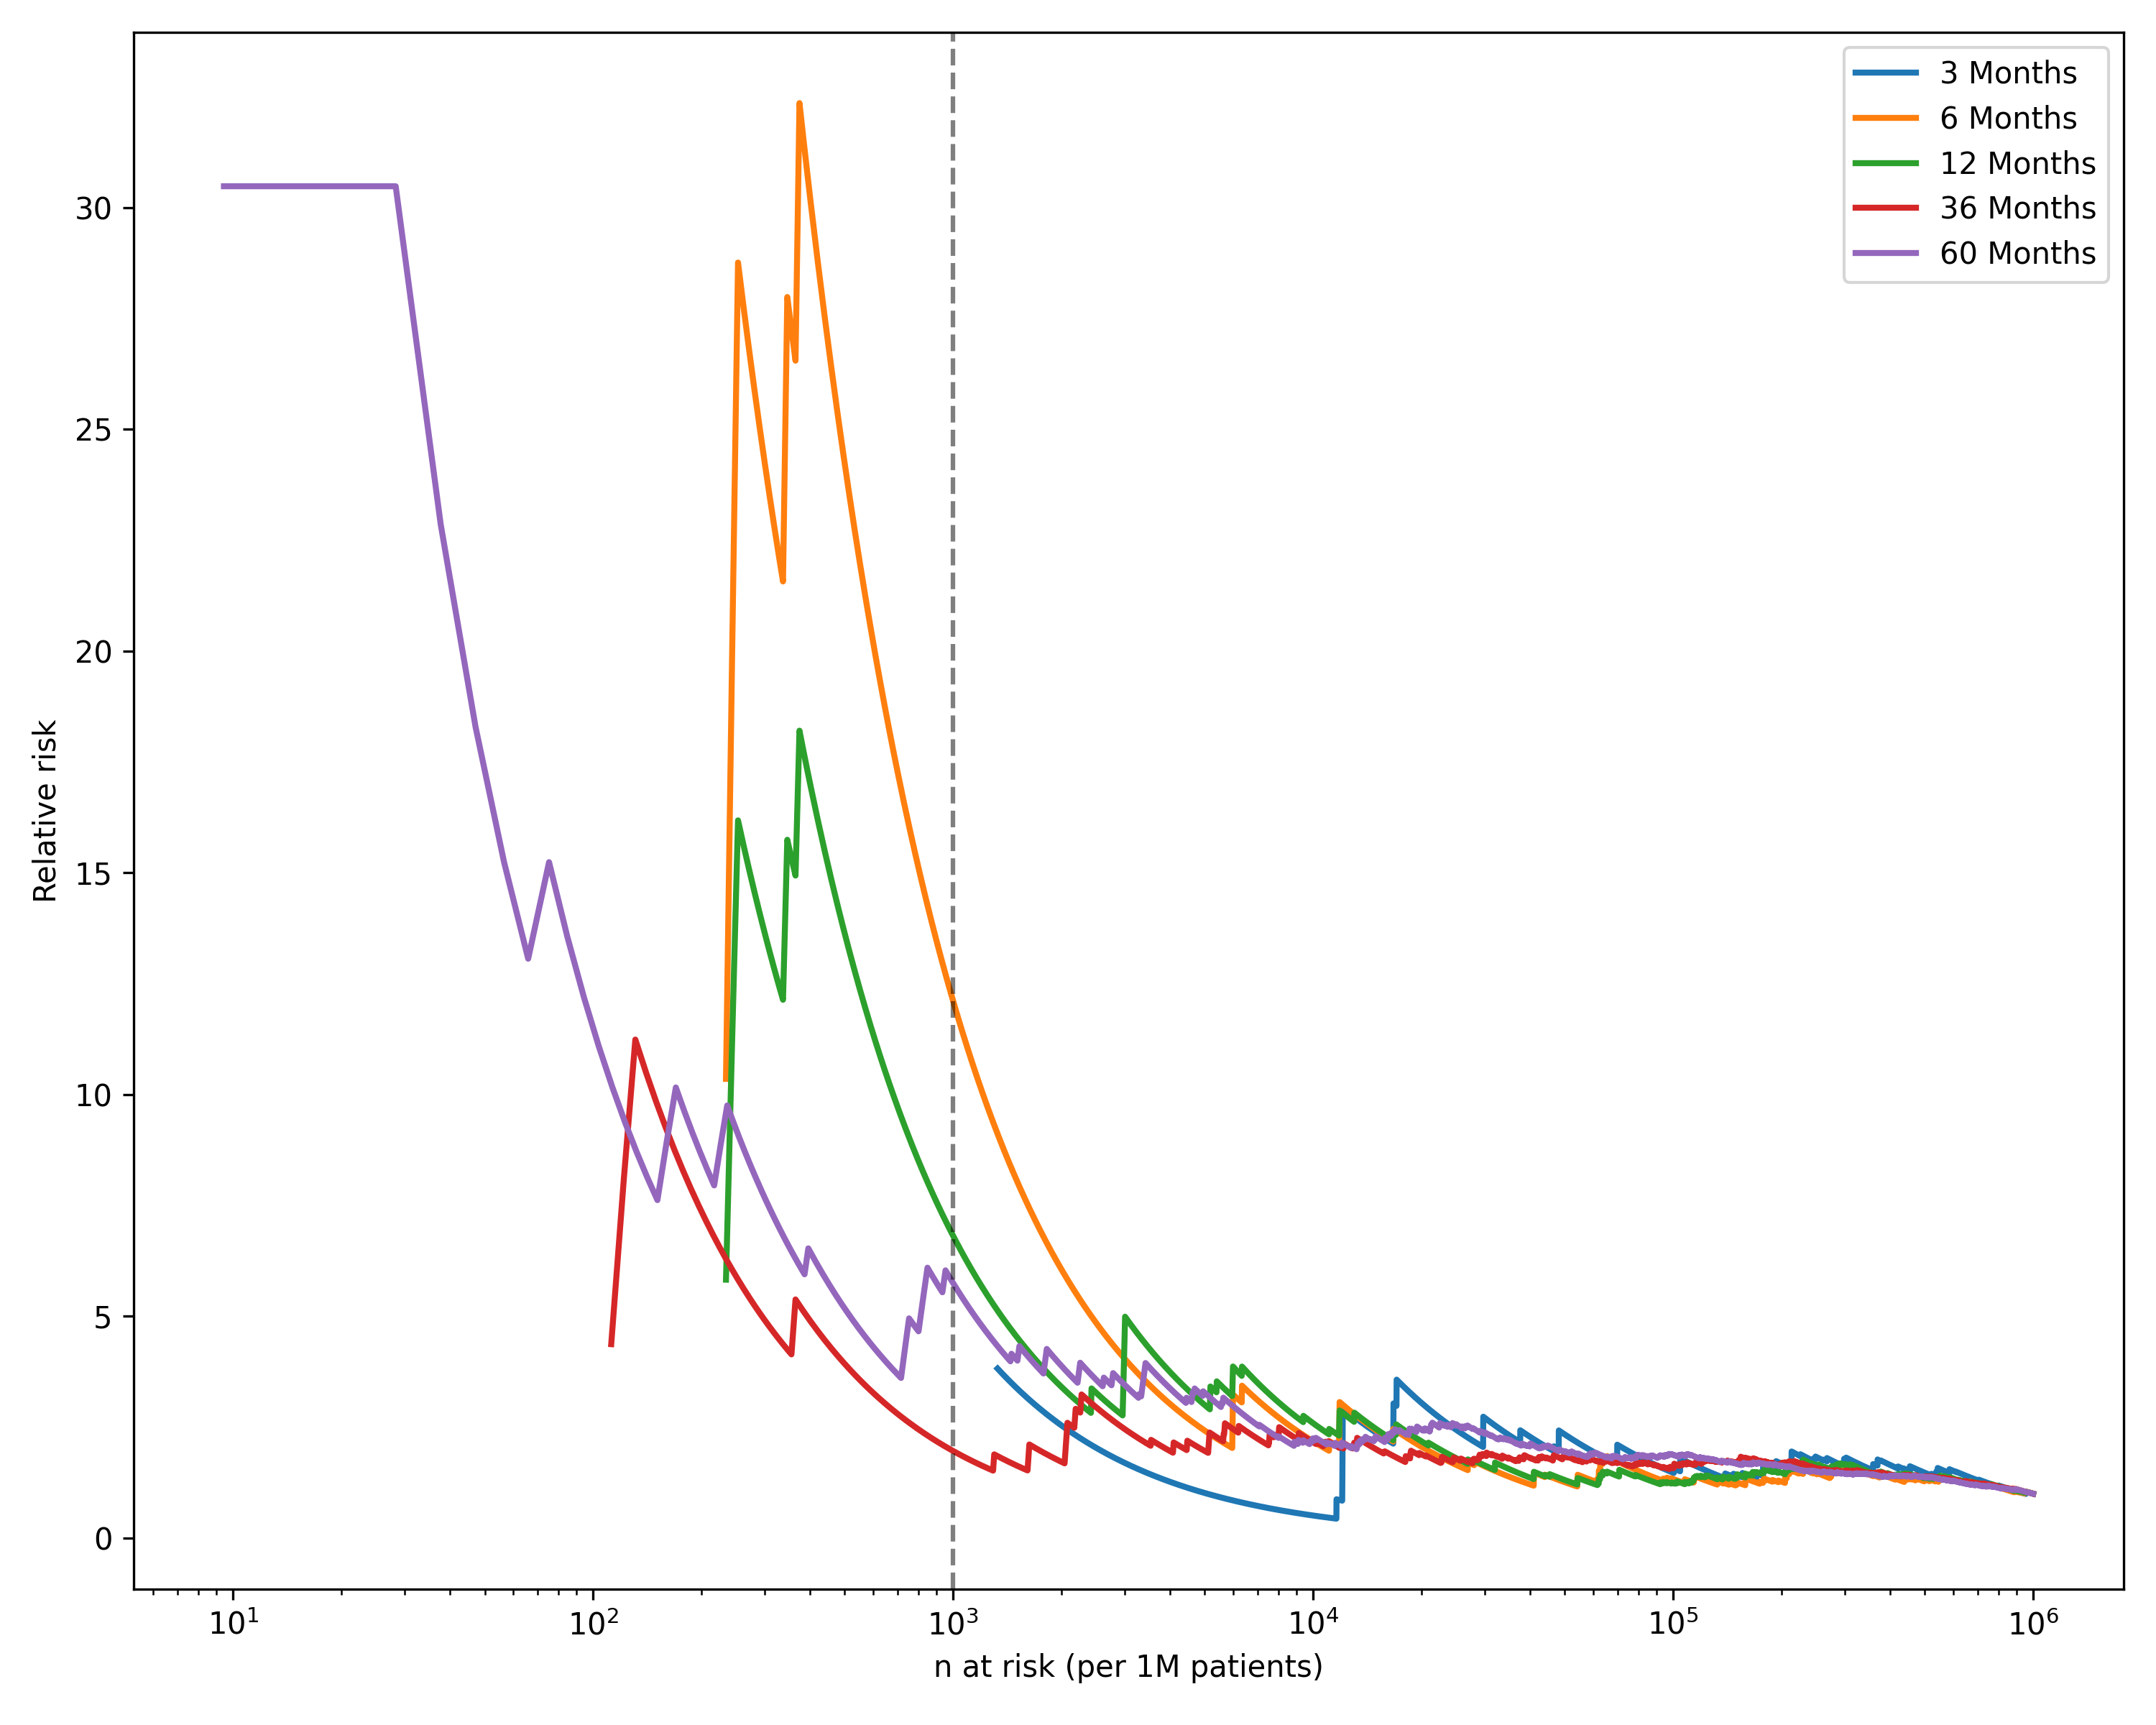 3 Months
6 Months
12 Months
36 Months
60 Months
Relative risk
30
25
20
15
10
5
0
10¹
10²
10³
10⁴
10⁵
10⁶
n at risk (per 1M patients)